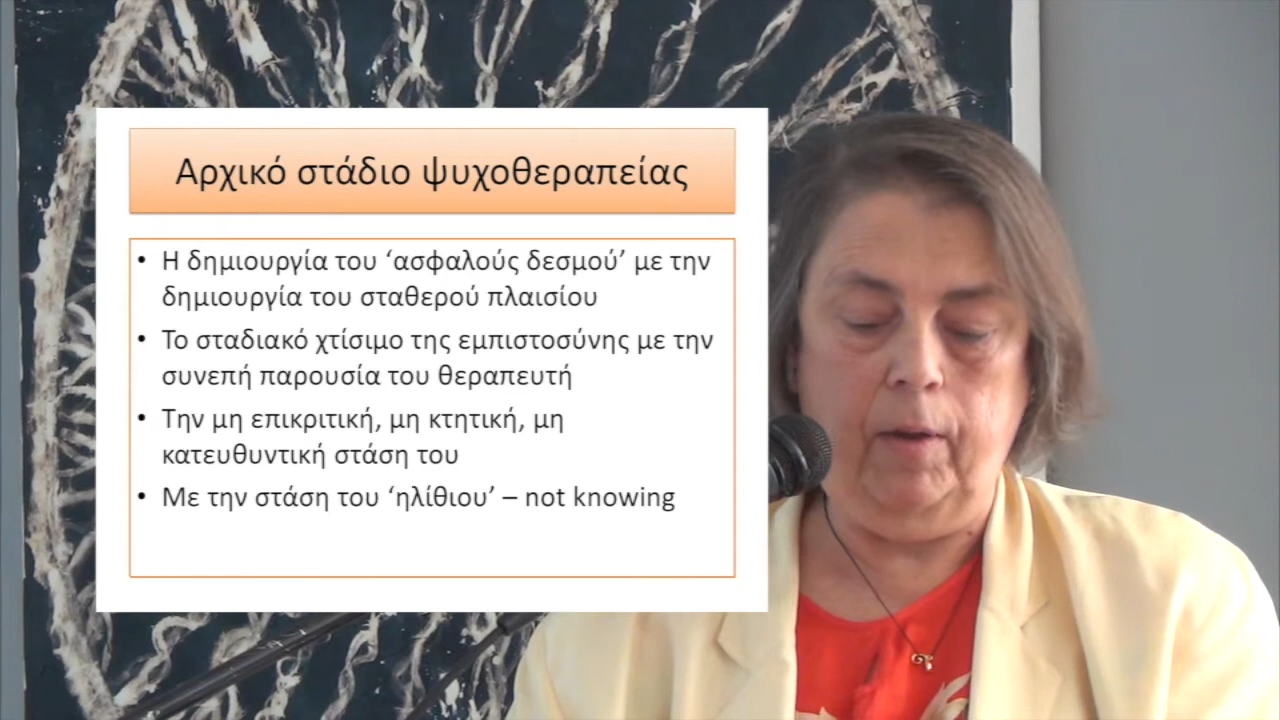 Αρχικό στάδιο ψυχοθεραπείας
• Η δημιουργία του ‘ασφαλούς δεσμού’ με την
δημιουργία του σταθερού πλαισίου
• Το σταδιακό χτίσιμο της εμπιστοσύνης με την
συνεπή παρουσία του θεραπευτή
• Την μη επικριτική, μη κτητική, μη
κατευθυντική στάση του
• Με την στάση του ‘ηλίθιου’ – not knowing